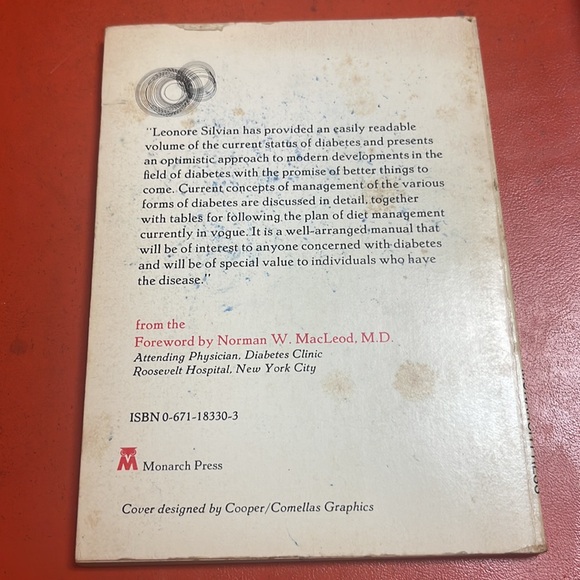 "Leonore Silvian has provided an easily readable
volume of the current status of diabetes and presents
an optimistic approach to modern developments in the
field of diabetes with the promise of better things to
come. Current concepts of management of the various
forms of diabetes are discussed in detail, together
with tables for following the plan of diet management
currently in vogue. It is a well-arranged manual that
will be of interest to anyone concerned with diabetes
and will be of special value to individuals who have
the disease."
from the
Foreword by Norman W. MacLeod, M.D.
Attending Physician, Diabetes Clinic
Roosevelt Hospital, New York City
ISBN 0-671-18330-3
Monarch Press
Cover designed by Cooper/Comellas Graphics